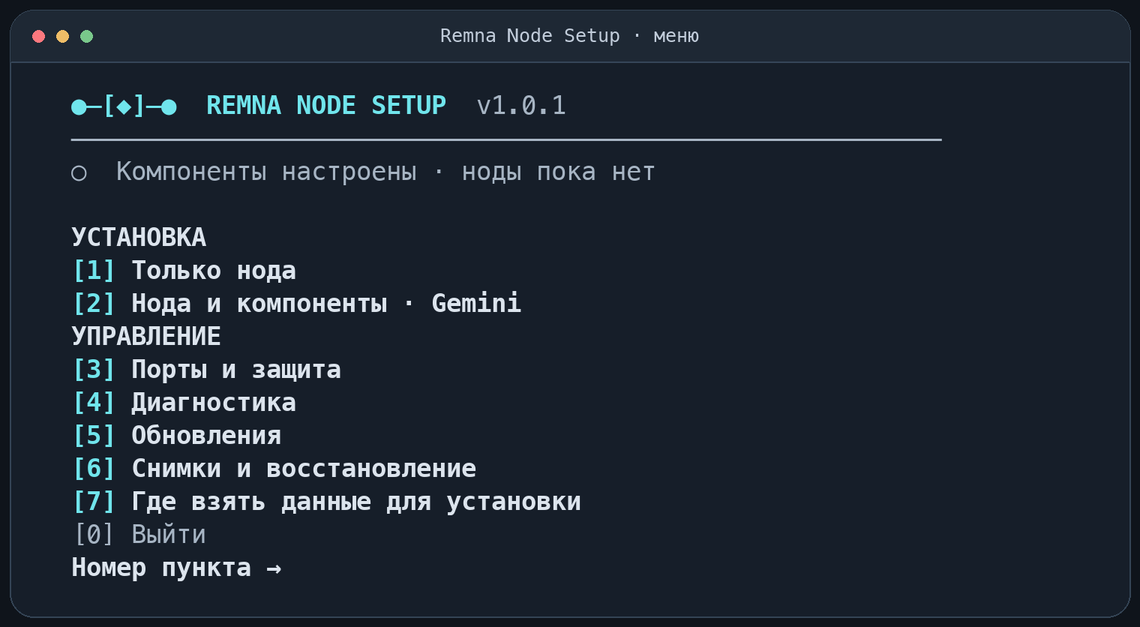 Remna Node Setup · меню
●─[◆]─● REMNA NODE SETUP v1.0.1
○ Компоненты настроены · ноды пока нет
УСТАНОВКА
[1] Только нода
[2] Нода и компоненты · Gemini
УПРАВЛЕНИЕ
[3] Порты и защита
[4] Диагностика
[5] Обновления
[6] Снимки и восстановление
[7] Где взять данные для установки
[0] Выйти
Номер пункта →